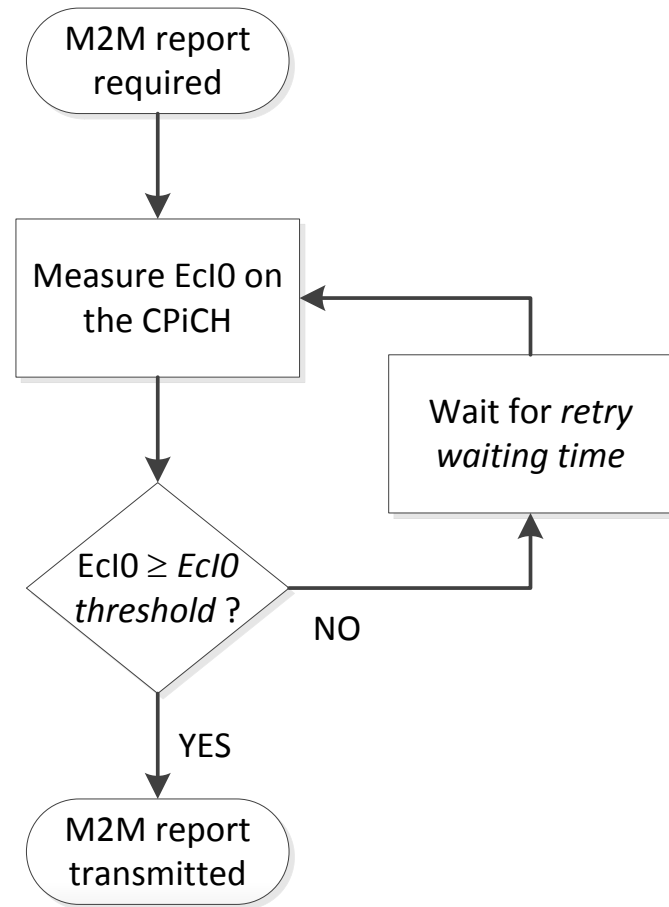 M2M report
required
Measure EcI0 on
the CPiCH
Wait for retry
waiting time
EcI0 ≥ EcI0
threshold ?
NO
YES
M2M report
transmitted